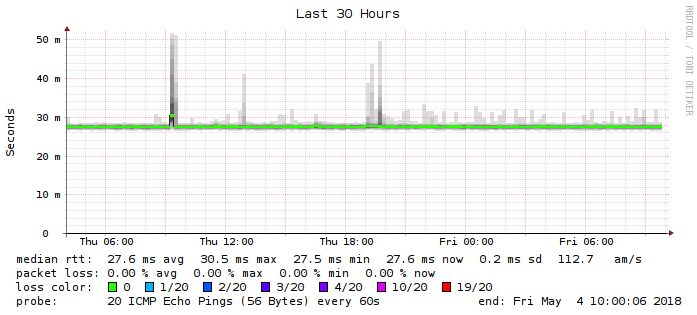 Last 30 Hours
RRDTOOL / TOBI OETIKER
Seconds
50 m
40 m
30 m
20 m
10 m
0
Thu 06:00 Thu 12:00 Thu 18:00 Fri 00:00 Fri 06:00
median rtt: 27.6 ms avg 30.5 ms max 27.5 ms min 27.6 ms now 0.2 ms sd 112.7 am/s
packet loss: 0.00 % avg 0.00 % max 0.00 % min 0.00 % now
loss color: 0 1/20 2/20 3/20 4/20 10/20 19/20
probe: 20 ICMP Echo Pings (56 Bytes) every 60s end: Fri May 4 10:00:06 2018